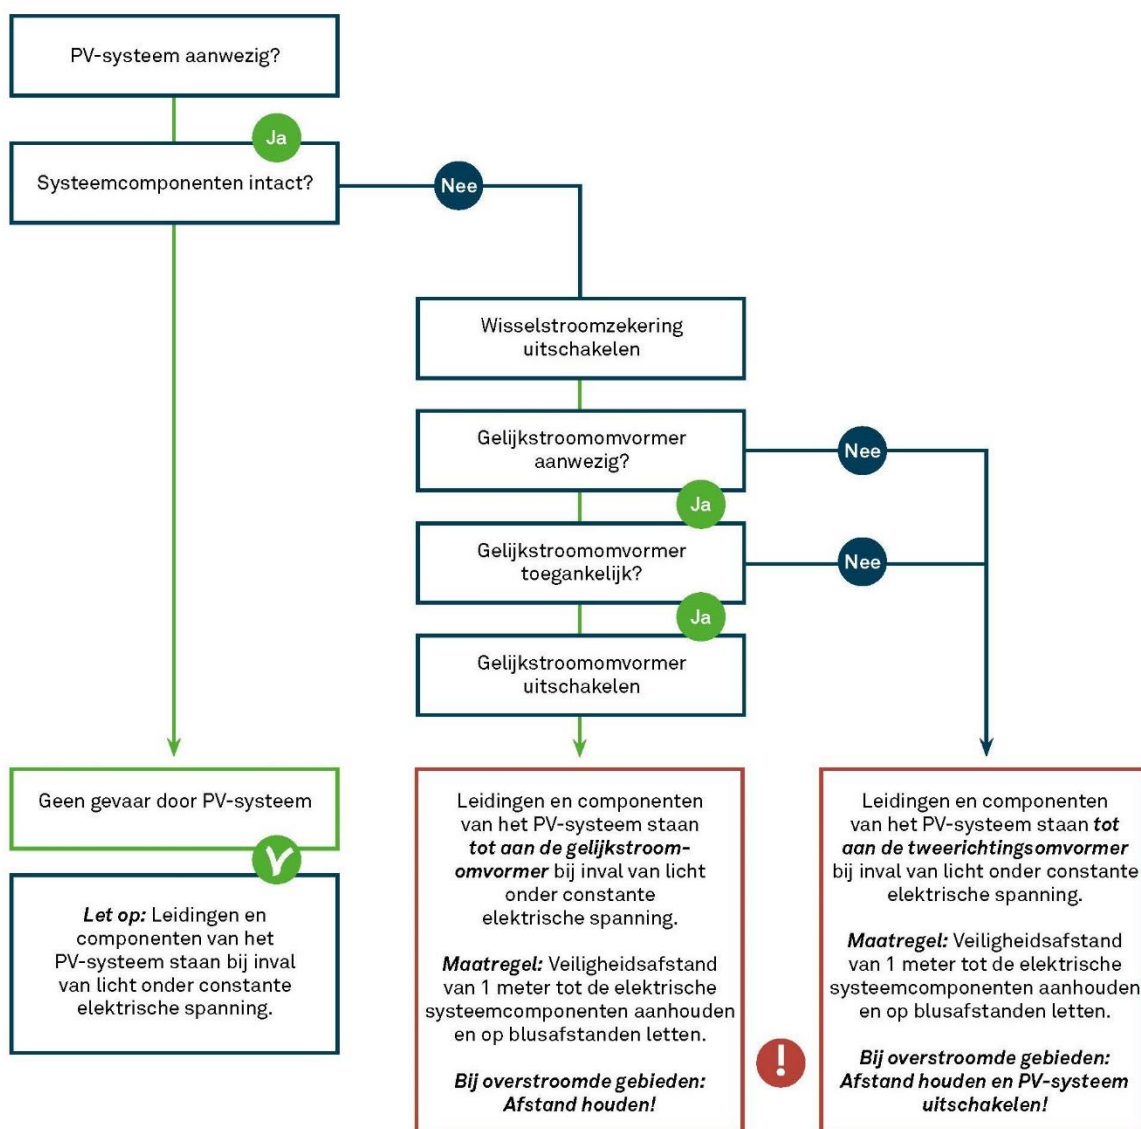 PV-systeem aanwezig?
Ja
Systeemcomponenten intact?
Nee
Wisselstroomzekering
uitschakelen
Gelijkstroomomvormer
aanwezig?
Nee
Ja
Gelijkstroomomvormer
toegankelijk?
Nee
Ja
Gelijkstroomomvormer
uitschakelen
Geen gevaar door PV-systeem
Let op: Leidingen en
componenten van het
PV-systeem staan bij inval
van licht onder constante
elektrische spanning.
Leidingen en componenten
van het PV-systeem staan
tot aan de gelijkstroom-
omvormer bij inval van licht
onder constante
elektrische spanning.
Maatregel: Veiligheidsafstand
van 1 meter tot de elektrische
systeemcomponenten aanhouden
en op blusafstanden letten.
Bij overstroomde gebieden:
Afstand houden!
!
Leidingen en componenten
van het PV-systeem staan tot
aan de tweerichtingsomvormer
bij inval van licht onder constante
elektrische spanning.
Maatregel: Veiligheidsafstand
van 1 meter tot de elektrische
systeemcomponenten aanhouden
en op blusafstanden letten.
Bij overstroomde gebieden:
Afstand houden en PV-systeem
uitschakelen!